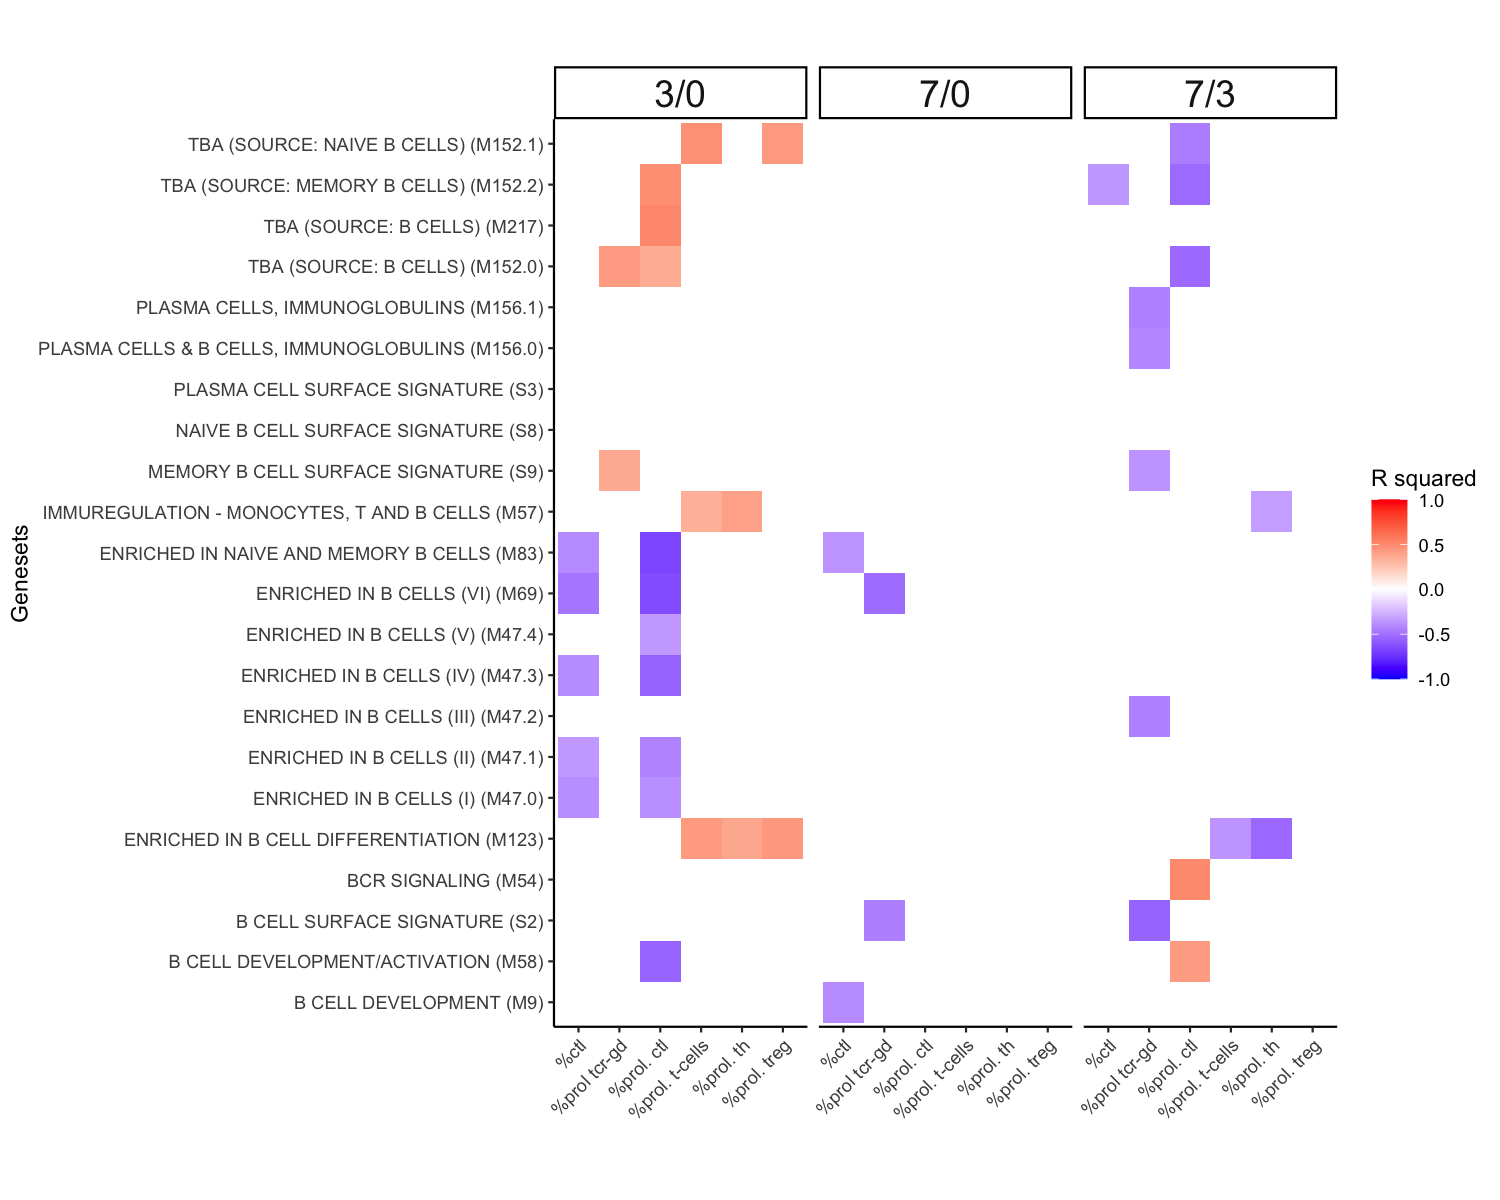 3/0
7/0
7/3
TBA (SOURCE: NAIVE B CELLS) (M152.1)
TBA (SOURCE: MEMORY B CELLS) (M152.2)
TBA (SOURCE: B CELLS) (M217)
TBA (SOURCE: B CELLS) (M152.0)
PLASMA CELLS, IMMUNOGLOBULINS (M156.1)
PLASMA CELLS & B CELLS, IMMUNOGLOBULINS (M156.0)
PLASMA CELL SURFACE SIGNATURE (S3)
NAIVE B CELL SURFACE SIGNATURE (S8)
MEMORY B CELL SURFACE SIGNATURE (S9)
IMMUREGULATION - MONOCYTES, T AND B CELLS (M57)
ENRICHED IN NAIVE AND MEMORY B CELLS (M83)
ENRICHED IN B CELLS (VI) (M69)
ENRICHED IN B CELLS (V) (M47.4)
ENRICHED IN B CELLS (IV) (M47.3)
ENRICHED IN B CELLS (III) (M47.2)
ENRICHED IN B CELLS (II) (M47.1)
ENRICHED IN B CELLS (I) (M47.0)
ENRICHED IN B CELL DIFFERENTIATION (M123)
BCR SIGNALING (M54)
B CELL SURFACE SIGNATURE (S2)
B CELL DEVELOPMENT/ACTIVATION (M58)
B CELL DEVELOPMENT (M9)
Genesets
%ctl
%prol tcr-gd
%prol. ctl
%prol. t-cells
%prol. th
%prol. treg
%ctl
%prol tcr-gd
%prol. ctl
%prol. t-cells
%prol. th
%prol. treg
%ctl
%prol tcr-gd
%prol. ctl
%prol. t-cells
%prol. th
%prol. treg
R squared
1.0
0.5
0.0
-0.5
-1.0